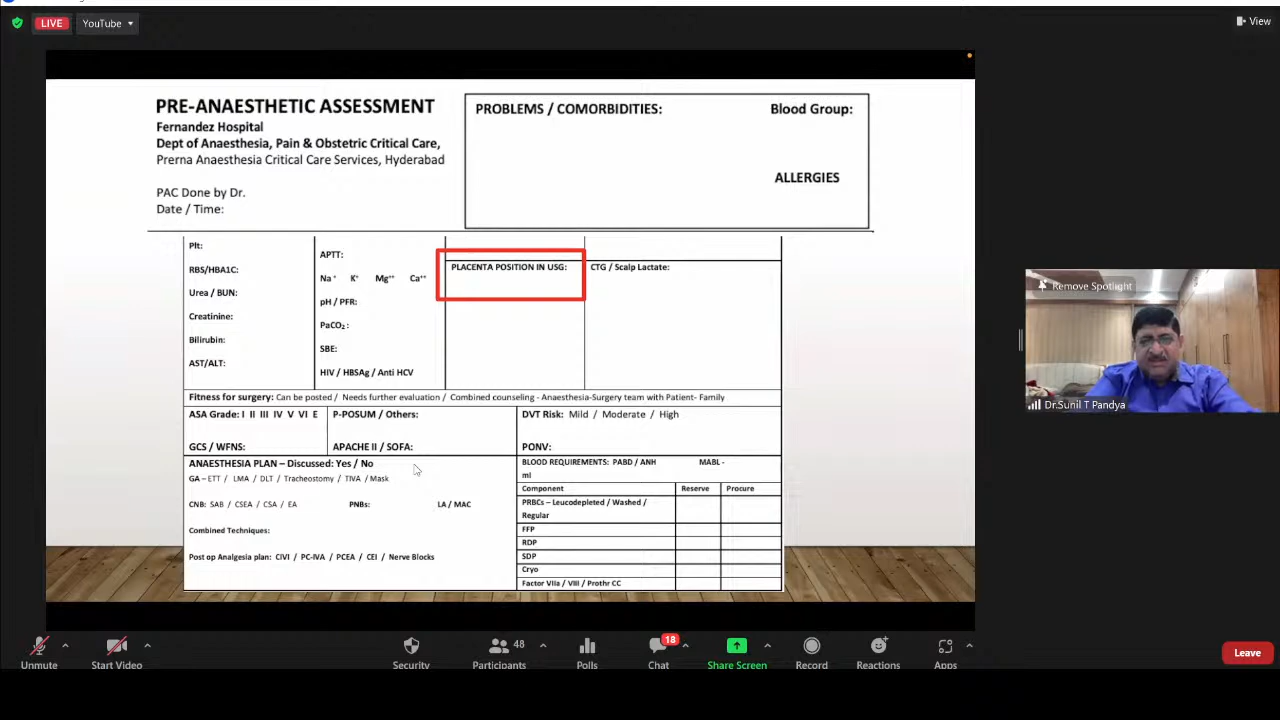 LIVE
YouTube
View
PRE-ANAESTHETIC ASSESSMENT
Fernandez Hospital
Dept of Anaesthesia, Pain & Obstetric Critical Care,
Prerna Anaesthesia Critical Care Services, Hyderabad
PAC Done by Dr.
Date / Time:
PROBLEMS / COMORBIDITIES: Blood Group:
ALLERGIES
Plt:
RBS/HBA1C:
Urea / BUN:
Creatinine:
Bilirubin:
AST/ALT:
APTT:
Na⁺ K⁺ Mg⁺⁺ Ca⁺⁺
pH / PFR:
PaCO₂ :
SBE:
HIV / HBSAg / Anti HCV
PLACENTA POSITION IN USG:
CTG / Scalp Lactate:
Fitness for surgery: Can be posted / Needs further evaluation / Combined counseling - Anaesthesia-Surgery team with Patient- Family
ASA Grade: I II III IV V VI E
GCS / WFNS:
P-POSUM / Others:
APACHE II / SOFA:
DVT Risk: Mild / Moderate / High
PONV:
ANAESTHESIA PLAN – Discussed: Yes / No
GA – ETT / LMA / DLT / Tracheostomy / TIVA / Mask
CNB: SAB / CSEA / CSA / EA PNBs: LA / MAC
Combined Techniques:
Post op Analgesia plan: CIVI / PC-IVA / PCEA / CEI / Nerve Blocks
BLOOD REQUIREMENTS: PABD / ANH MABL -
ml
Component Reserve Procure
PRBCs – Leucodepleted / Washed /
Regular
FFP
RDP
SDP
Cryo
Factor VIIa / VIII / Prothr CC
Remove Spotlight
Dr.Sunil T Pandya
Unmute
Start Video
Security
48
Participants
Polls
18
Chat
Share Screen
Record
Reactions
Apps
Leave